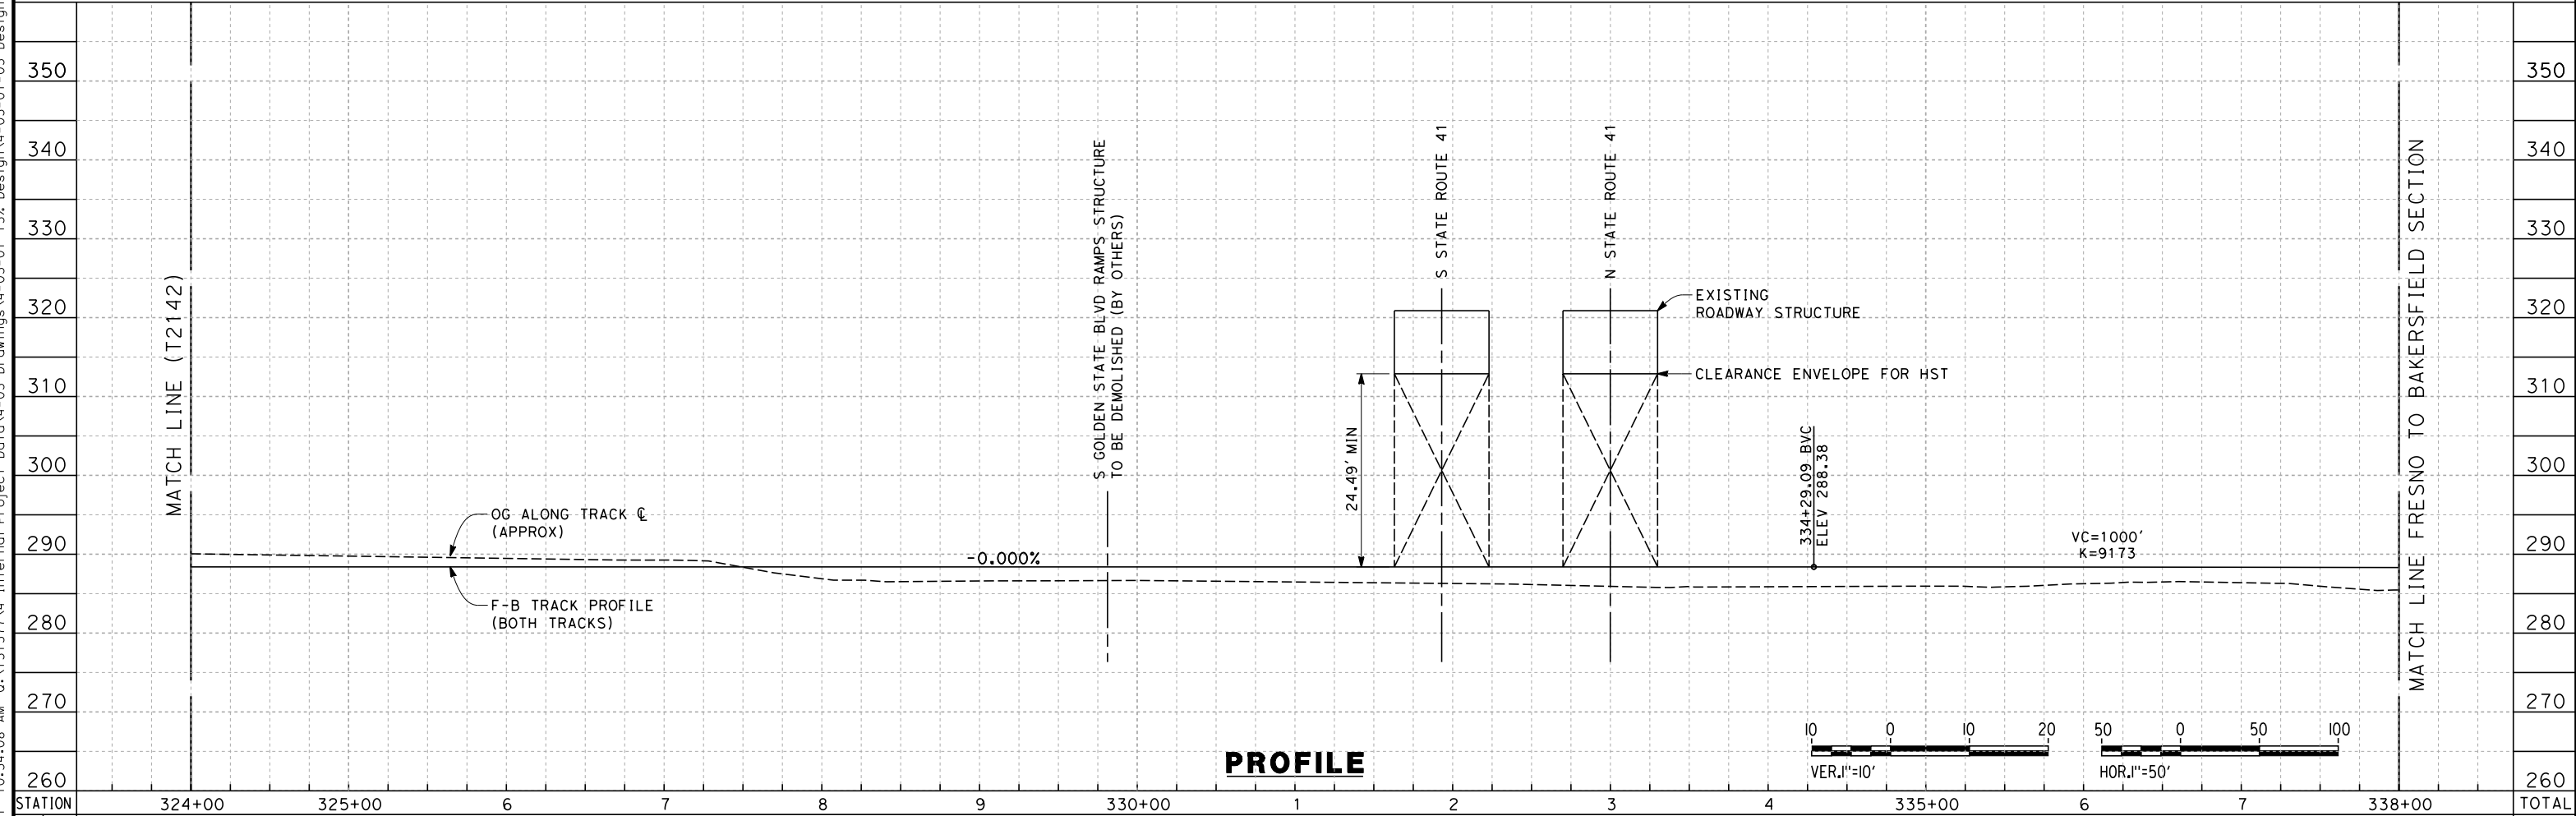 350
340
330
320
310
300
290
280
270
260
MATCH LINE (T2142)
OG ALONG TRACK ℄
(APPROX)
F-B TRACK PROFILE
(BOTH TRACKS)
-0.000%
S GOLDEN STATE BLVD RAMPS STRUCTURE
TO BE DEMOLISHED (BY OTHERS)
24.49' MIN
S STATE ROUTE 41
N STATE ROUTE 41
EXISTING
ROADWAY STRUCTURE
CLEARANCE ENVELOPE FOR HST
334+29.09 BVC
ELEV 288.38
VC=1000'
K=9173
MATCH LINE FRESNO TO BAKERSFIELD SECTION
350
340
330
320
310
300
290
280
270
260
PROFILE
10 0 10 20
VER.1"=10'
50 0 50 100
HOR.1"=50'
STATION 324+00 325+00 6 7 8 9 330+00 1 2 3 4 335+00 6 7 338+00 TOTAL